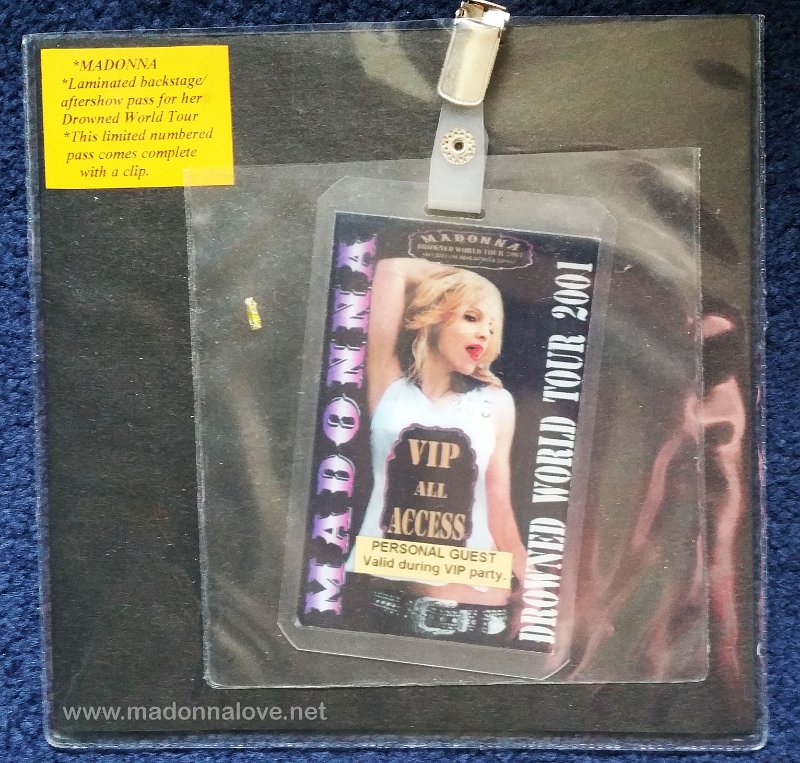 *MADONNA
*Laminated backstage/
aftershow pass for her
Drowned World Tour
*This limited numbered
pass comes complete
with a clip.
MADONNA
DROWNED WORLD TOUR 2001
MADONNA
DROWNED WORLD TOUR 2001
VIP
ALL
ACCESS
PERSONAL GUEST
Valid during VIP party.
www.madonnalove.net